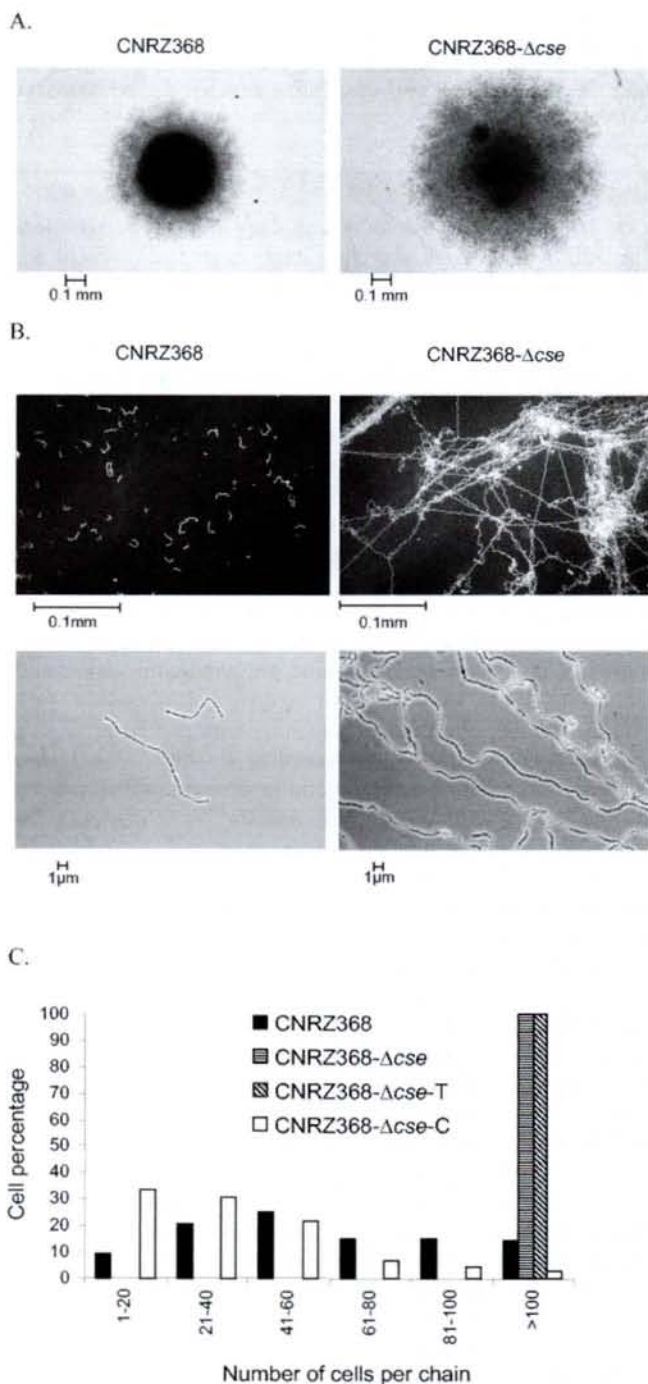 A.
CNRZ368 CNRZ368-Δcse
0.1 mm 0.1 mm
B.
CNRZ368 CNRZ368-Δcse
0.1mm 0.1mm
1µm 1µm
C.
100
90
80
70
60
50
40
30
20
10
0
Cell percentage
CNRZ368
CNRZ368-Δcse
CNRZ368-Δcse-T
CNRZ368-Δcse-C
1-20 21-40 41-60 61-80 81-100 >100
Number of cells per chain